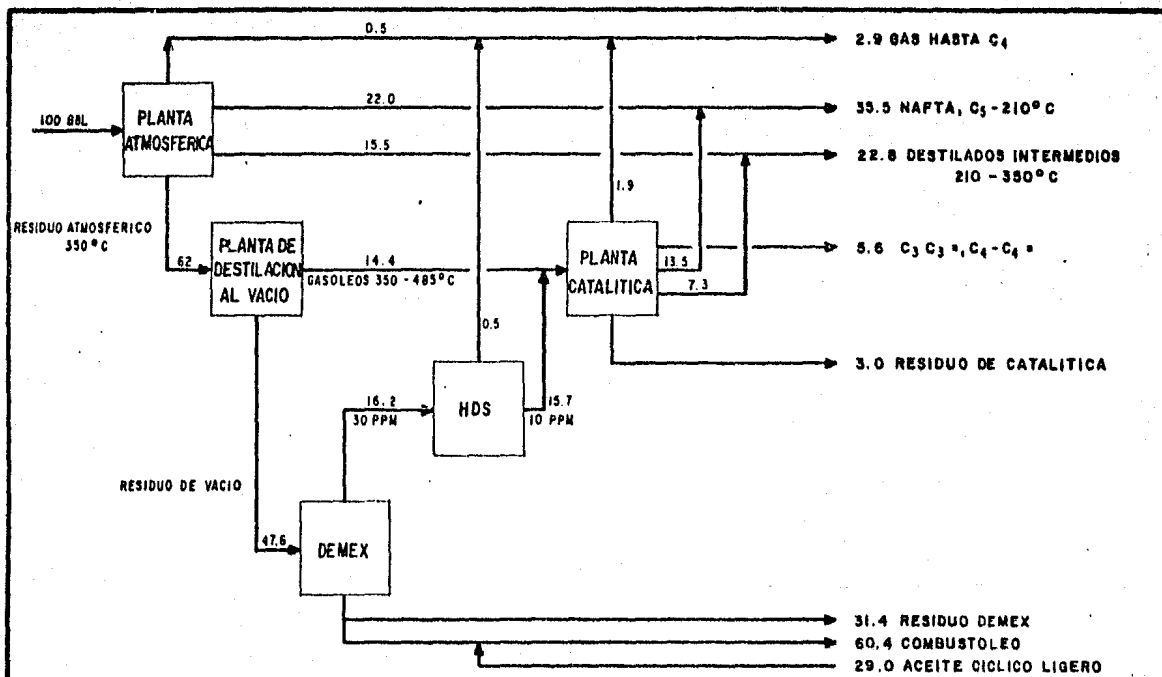 0.5
2.9 GAS HASTA C4
100 BBL
PLANTA
ATMOSFERICA
22.0
35.5 NAFTA, C5-210°C
15.5
22.8 DESTILADOS INTERMEDIOS
210-350°C
RESIDUO ATMOSFERICO
350°C
62
PLANTA DE
DESTILACION
AL VACIO
14.4
GASOLEOS 350-485°C
1.9
PLANTA
CATALITICA
5.6 C3 C3 =, C4-C4 =
13.5
7.3
0.5
3.0 RESIDUO DE CATALITICA
16.2
30 PPM
HDS
15.7
10 PPM
RESIDUO DE VACIO
47.6
DEMEX
31.4 RESIDUO DEMEX
60.4 COMBUSTOLEO
29.0 ACEITE CICLICO LIGERO